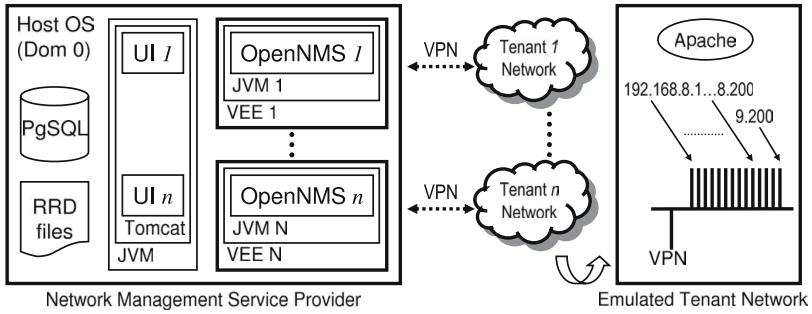 Host OS
(Dom 0)
PgSQL
RRD
files
UI 1
UI n
Tomcat
JVM
OpenNMS 1
JVM 1
VEE 1
OpenNMS n
JVM N
VEE N
Network Management Service Provider
VPN
Tenant 1
Network
VPN
Tenant n
Network
Apache
192.168.8.1...8.200
9.200
VPN
Emulated Tenant Network